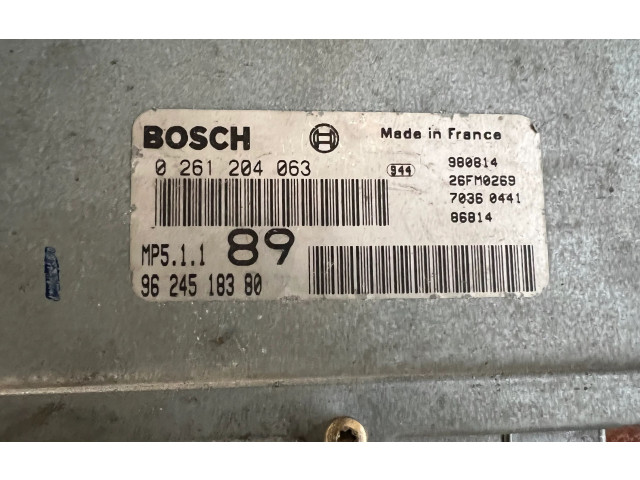 BOSCH Made in France
0 261 204 063 944 980814
26FM0269
7036 0441
86814
MP5.1.1 89
96 245 183 80